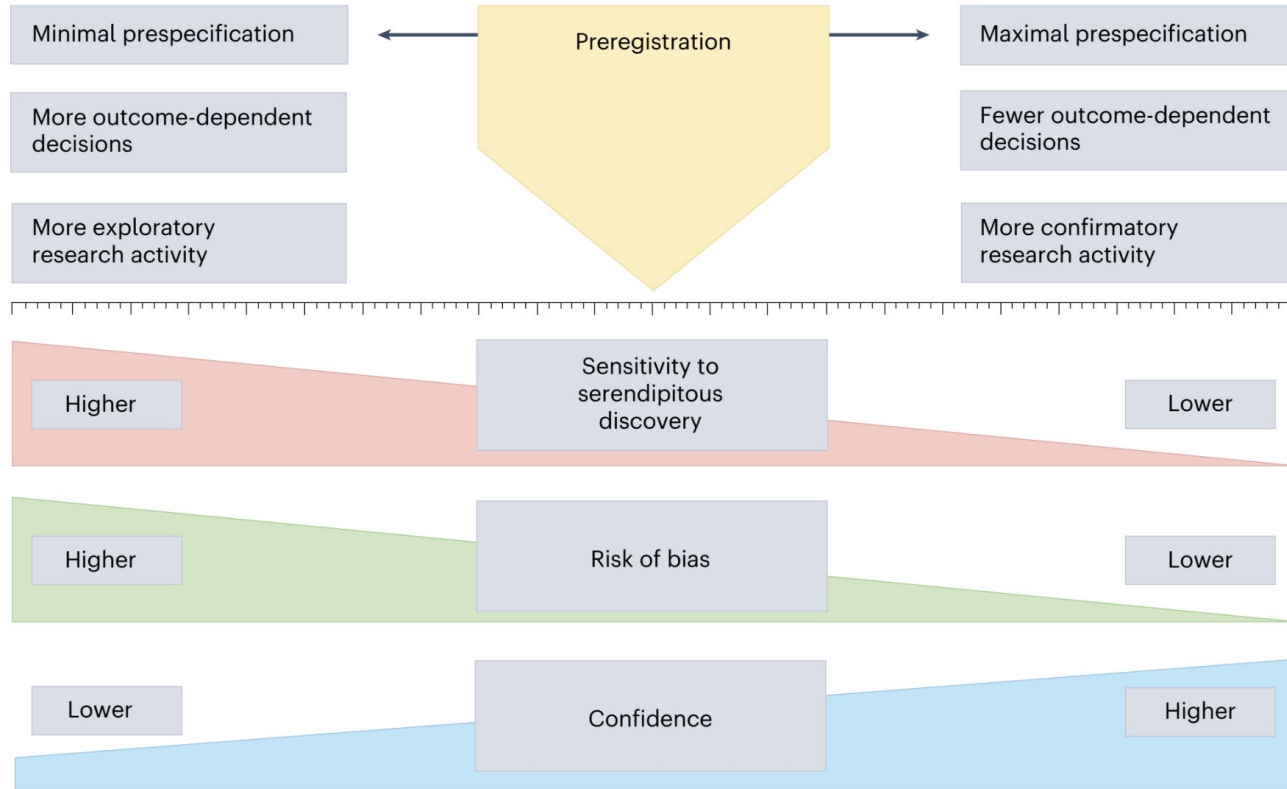 Minimal prespecification
Preregistration
Maximal prespecification
More outcome-dependent
decisions
Fewer outcome-dependent
decisions
More exploratory
research activity
More confirmatory
research activity
Higher
Sensitivity to
serendipitous
discovery
Lower
Higher
Risk of bias
Lower
Lower
Confidence
Higher